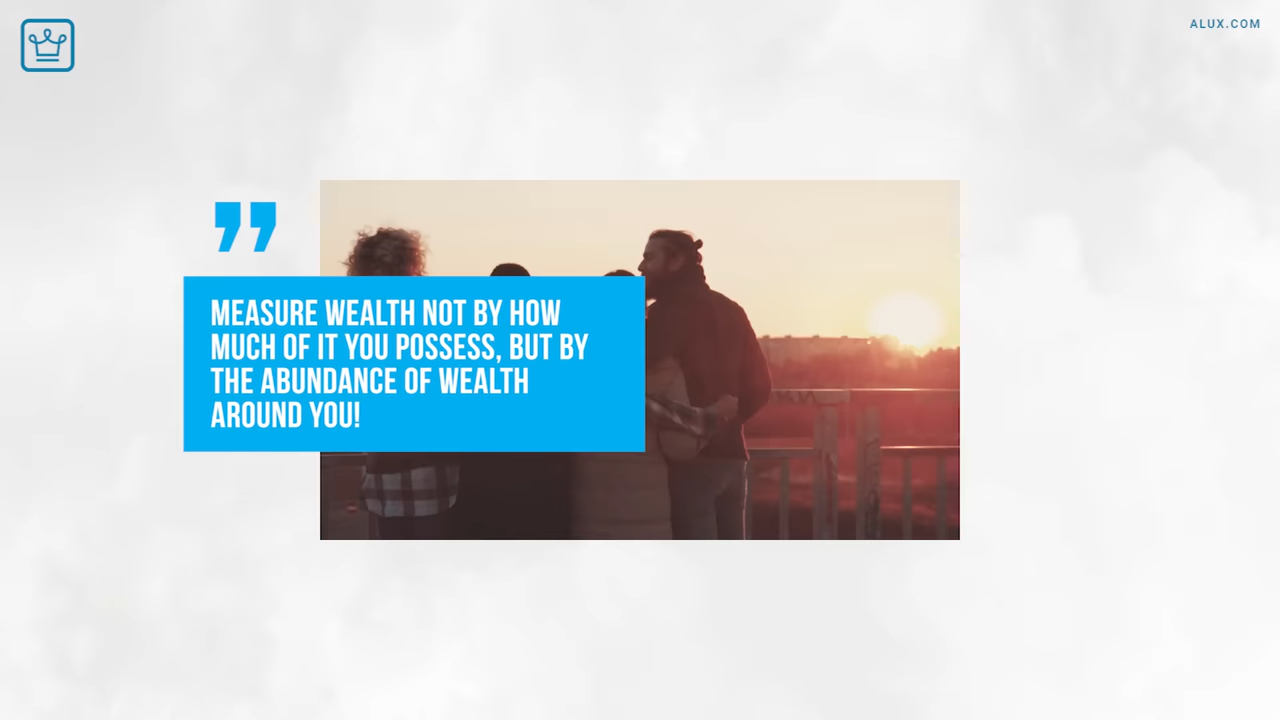 ALUX.COM
”
MEASURE WEALTH NOT BY HOW
MUCH OF IT YOU POSSESS, BUT BY
THE ABUNDANCE OF WEALTH
AROUND YOU!